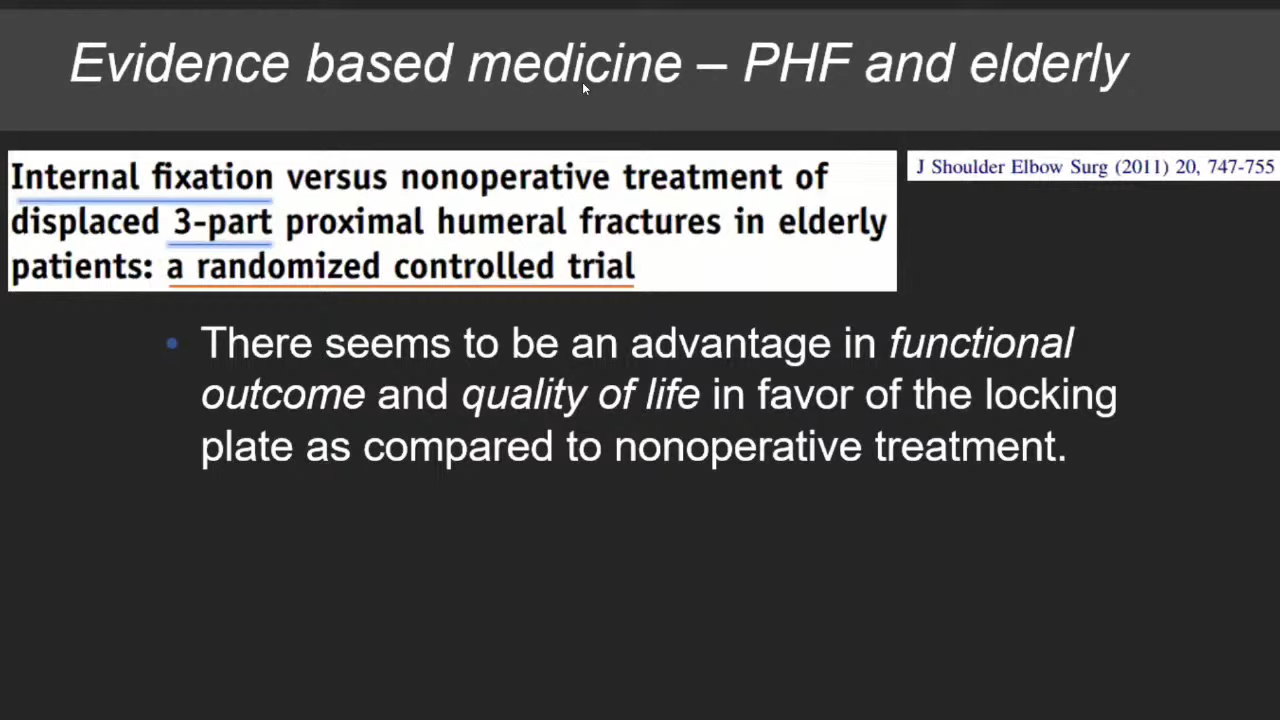 Evidence based medicine – PHF and elderly
Internal fixation versus nonoperative treatment of
displaced 3-part proximal humeral fractures in elderly
patients: a randomized controlled trial
J Shoulder Elbow Surg (2011) 20, 747-755
• There seems to be an advantage in functional
outcome and quality of life in favor of the locking
plate as compared to nonoperative treatment.